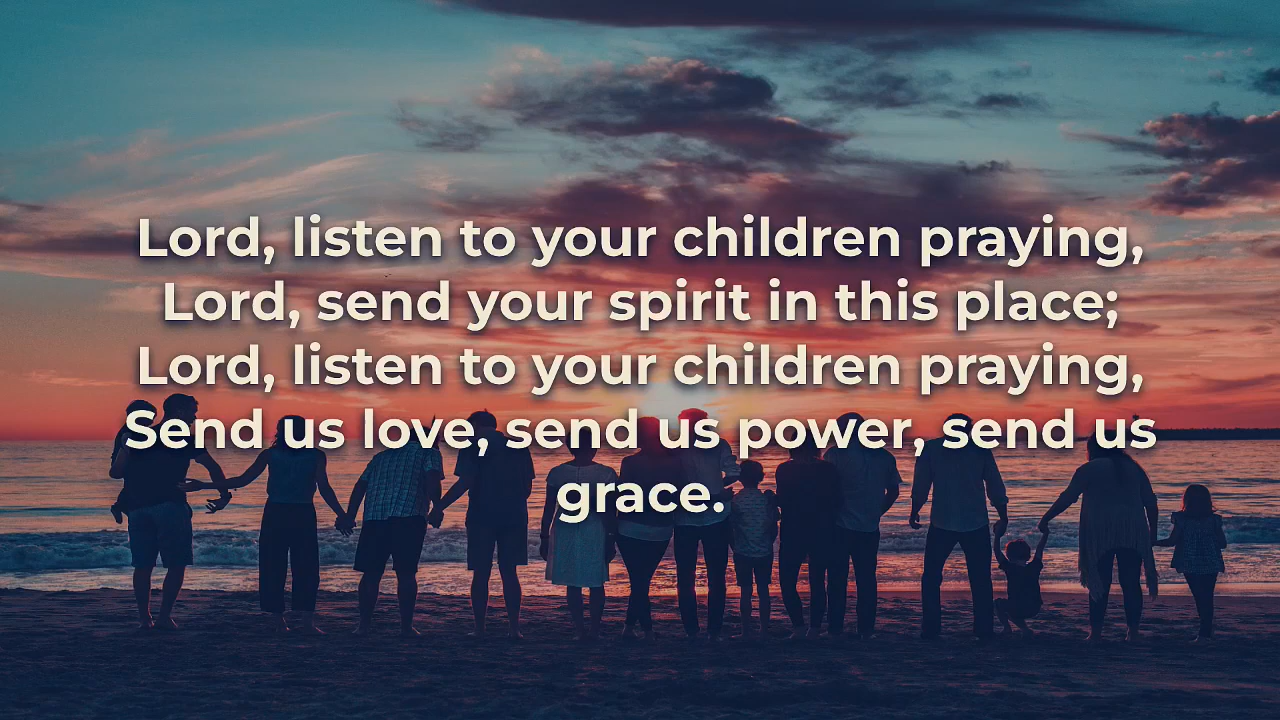 Lord, listen to your children praying,
Lord, send your spirit in this place;
Lord, listen to your children praying,
Send us love, send us power, send us
grace.